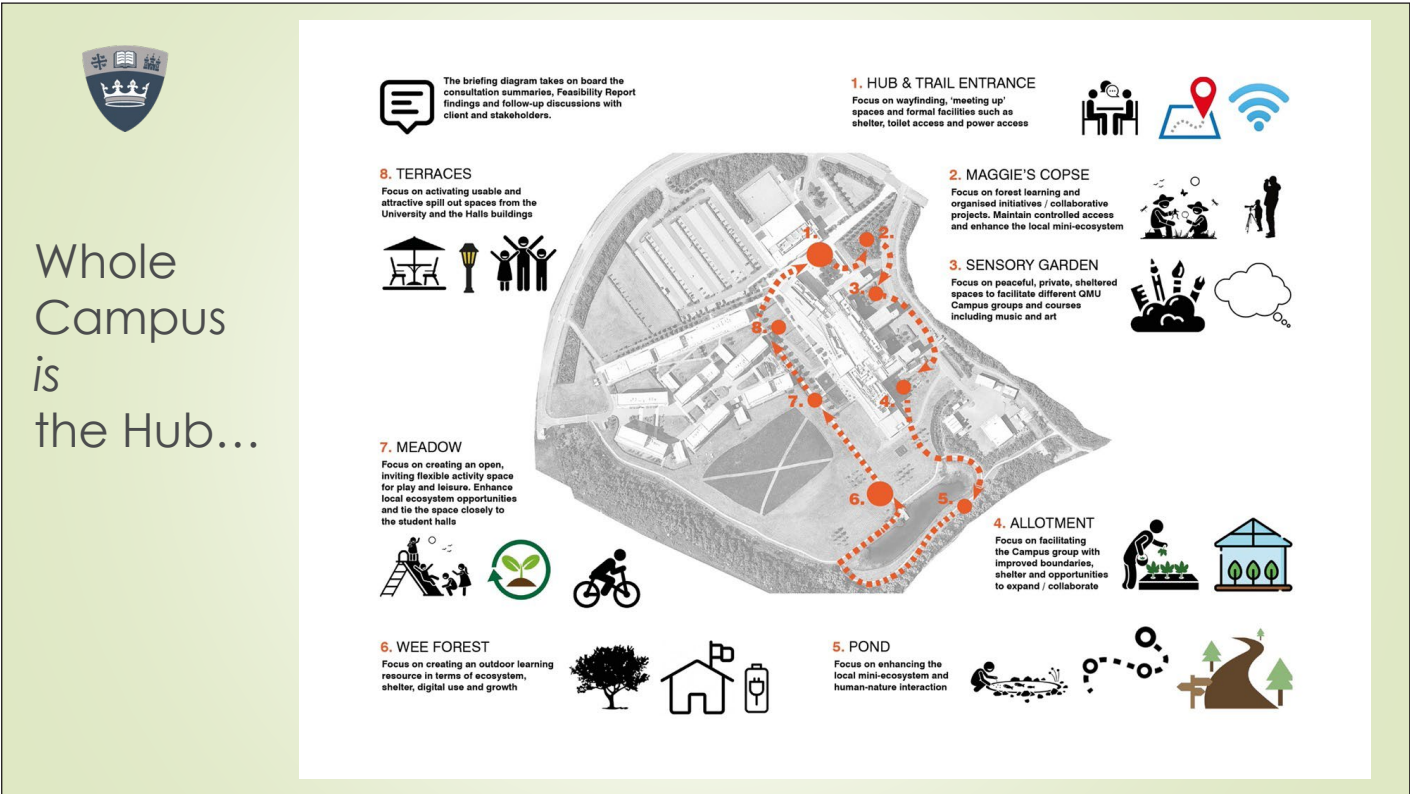 Whole
Campus
is
the Hub…
The briefing diagram takes on board the
consultation summaries, Feasibility Report
findings and follow-up discussions with
client and stakeholders.
1. HUB & TRAIL ENTRANCE
Focus on wayfinding, ‘meeting up’
spaces and formal facilities such as
shelter, toilet access and power access
2. MAGGIE'S COPSE
Focus on forest learning and
organised initiatives / collaborative
projects. Maintain controlled access
and enhance the local mini-ecosystem
3. SENSORY GARDEN
Focus on peaceful, private, sheltered
spaces to facilitate different QMU
Campus groups and courses
including music and art
4. ALLOTMENT
Focus on facilitating
the Campus group with
improved boundaries,
shelter and opportunities
to expand / collaborate
5. POND
Focus on enhancing the
local mini-ecosystem and
human-nature interaction
6. WEE FOREST
Focus on creating an outdoor learning
resource in terms of ecosystem,
shelter, digital use and growth
7. MEADOW
Focus on creating an open,
inviting flexible activity space
for play and leisure. Enhance
local ecosystem opportunities
and tie the space closely to
the student halls
8. TERRACES
Focus on activating usable and
attractive spill out spaces from the
University and the Halls buildings
1.
2.
3.
4.
5.
6.
7.
8.